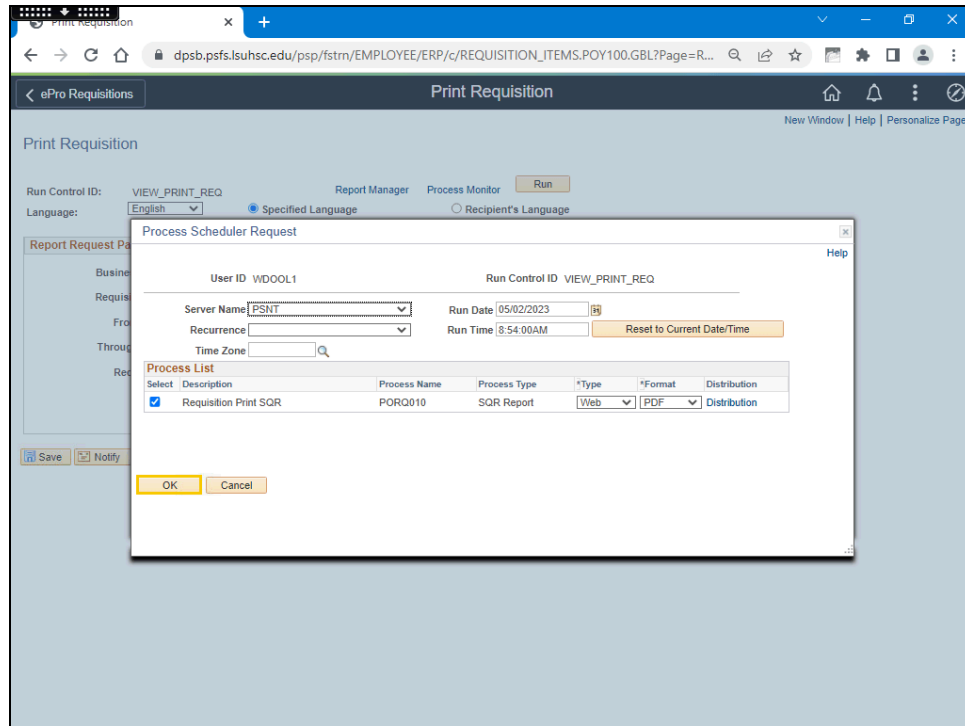 Print Requisition
dpsb.psfs.lsuhsc.edu/psp/fstrn/EMPLOYEE/ERP/c/REQUISITION_ITEMS.POY100.GBL?Page=R...
ePro Requisitions
Print Requisition
New Window | Help | Personalize Page
Print Requisition
Run Control ID: VIEW_PRINT_REQ Report Manager Process Monitor Run
Language: English Specified Language Recipient's Language
Process Scheduler Request
Report Request Pa
Help
Busine
User ID WDOOL1 Run Control ID VIEW_PRINT_REQ
Requis
Server Name PSNT Run Date 05/02/2023
Fro
Recurrence Run Time 8:54:00AM Reset to Current Date/Time
Throug
Time Zone
Req
Process List
Select Description Process Name Process Type *Type *Format Distribution
Requisition Print SQR PORQ010 SQR Report Web PDF Distribution
Save Notify
OK Cancel